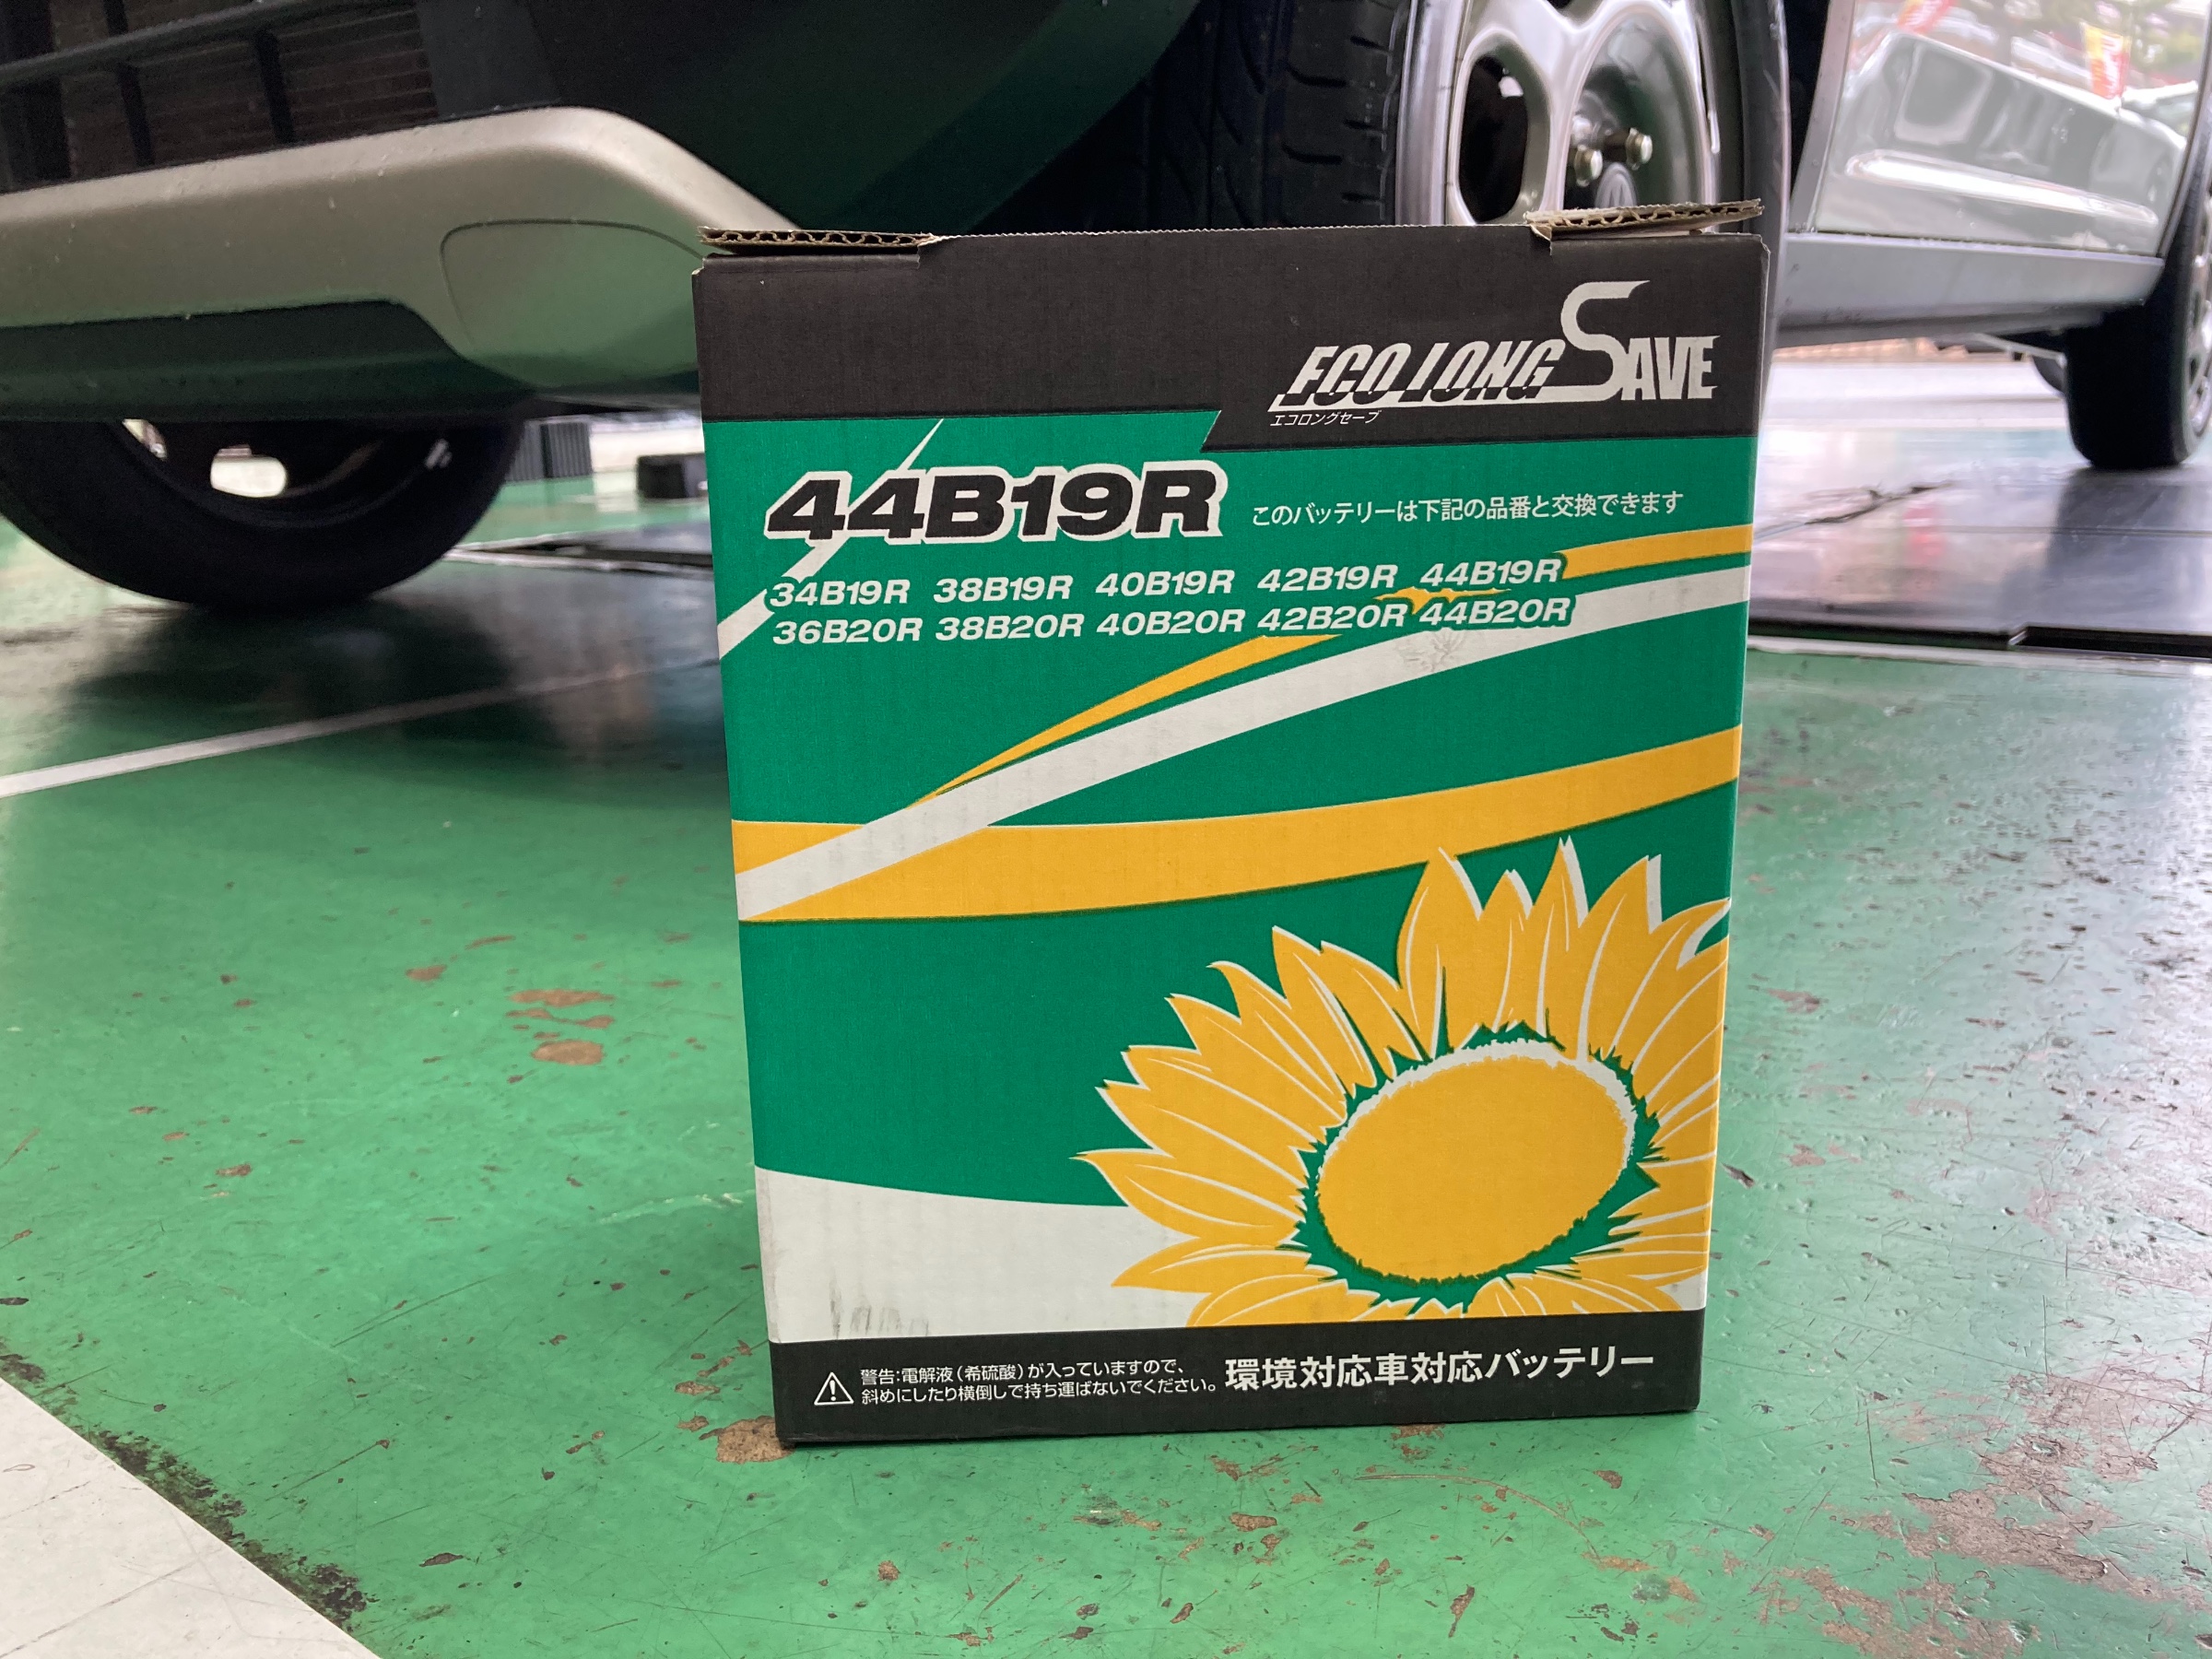 ECO LONG SAVE
エコロングセーブ
44B19R このバッテリーは下記の品番と交換できます
34B19R 38B19R 40B19R 42B19R 44B19R
36B20R 38B20R 40B20R 42B20R 44B20R
警告:電解液(希硫酸)が入っていますので、
斜めにしたり横倒しで持ち運ばないでください。
環境対応車対応バッテリー